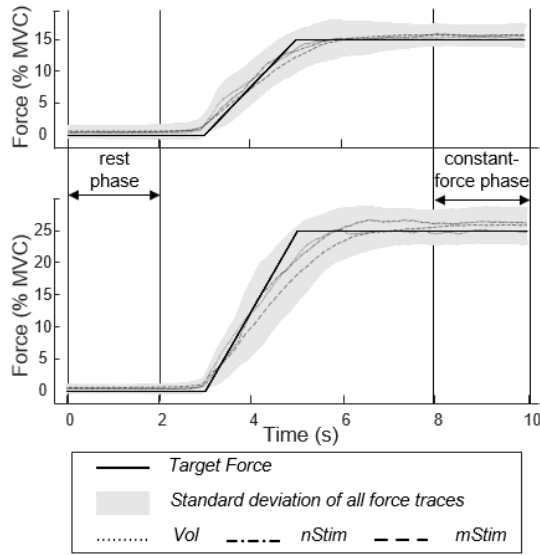 Force (% MVC)
15
10
5
0
rest
phase
constant-
force phase
Force (% MVC)
25
20
15
10
5
0
0
2
4
6
8
10
Time (s)
Target Force
Standard deviation of all force traces
Vol
nStim
mStim